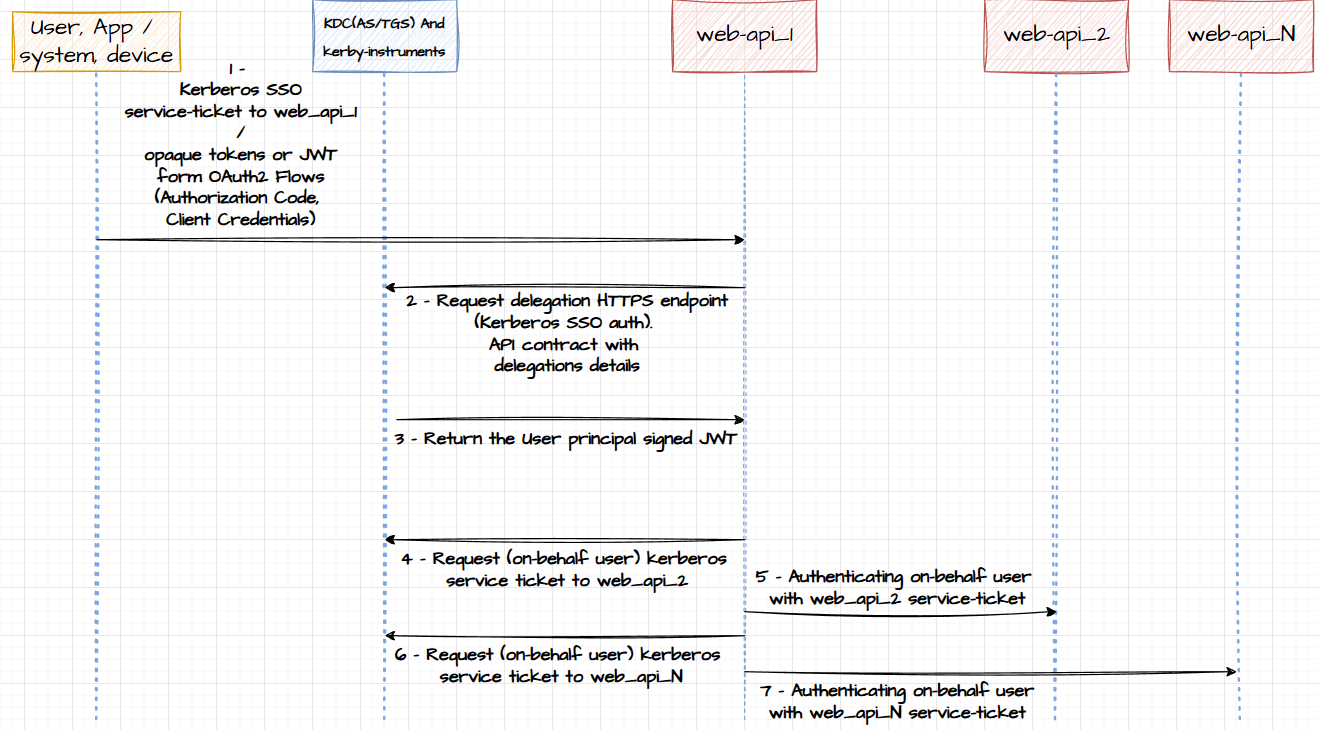 User, App /
system, device
KDC(AS/TGS) And
kerby-instruments
web-api_1
web-api_2
web-api_N
1 -
Kerberos SSO
service-ticket to web_api_1
/
opaque tokens or JWT
form OAuth2 Flows
(Authorization Code,
Client Credentials)
2 - Request delegation HTTPS endpoint
(Kerberos SSO auth).
API contract with
delegations details
3 - Return the User principal signed JWT
4 - Request (on-behalf user) kerberos
service ticket to web_api_2
5 - Authenticating on-behalf user
with web_api_2 service-ticket
6 - Request (on-behalf user) kerberos
service ticket to web_api_N
7 - Authenticating on-behalf user
with web_api_N service-ticket